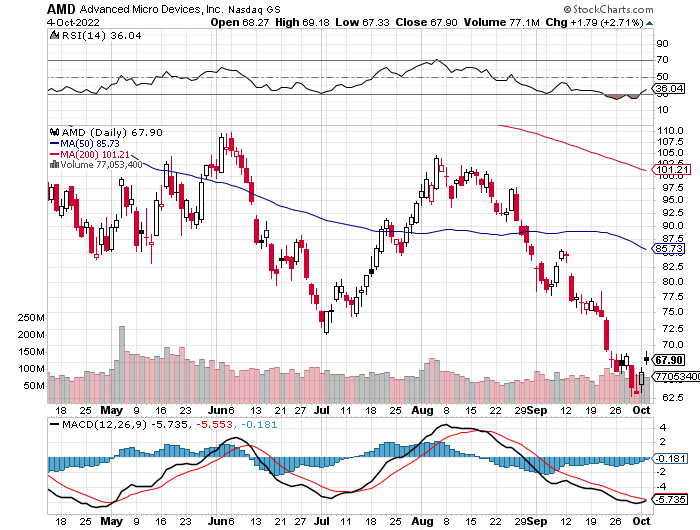 AMD Advanced Micro Devices, Inc. Nasdaq GS © StockCharts.com
4-Oct-2022 Open 68.27 High 69.18 Low 67.33 Close 67.90 Volume 77.1M Chg +1.79 (+2.71%)
RSI(14) 36.04
90
70
50
36.04
30
10
AMD (Daily) 67.90
MA(50) 85.73
MA(200) 101.21
Volume 77,053,400
110.0
107.5
105.0
102.5
101.21
100.0
97.5
95.0
92.5
90.0
87.5
85.73
85.0
82.5
80.0
77.5
75.0
72.5
70.0
67.90
77053400
62.5
250M
200M
150M
100M
50M
18 25 May 9 16 23 Jun 6 13 21 27 Jul 11 18 25 Aug 8 15 22 29 Sep 12 19 26 Oct
MACD(12,26,9) -5.735, -5.553, -0.181
4
2
-0.181
-2
-4
-5.735
18 25 May 9 16 23 Jun 6 13 21 27 Jul 11 18 25 Aug 8 15 22 29 Sep 12 19 26 Oct